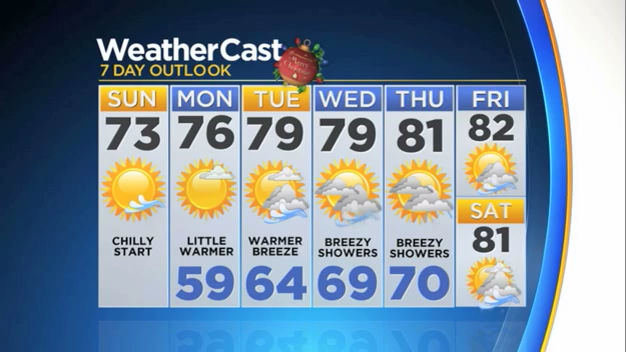 WeatherCast
7 DAY OUTLOOK
SUN
73
CHILLY
START
MON
76
LITTLE
WARMER
59
TUE
79
WARMER
BREEZE
64
WED
79
BREEZY
SHOWERS
69
THU
81
BREEZY
SHOWERS
70
FRI
82
SAT
81